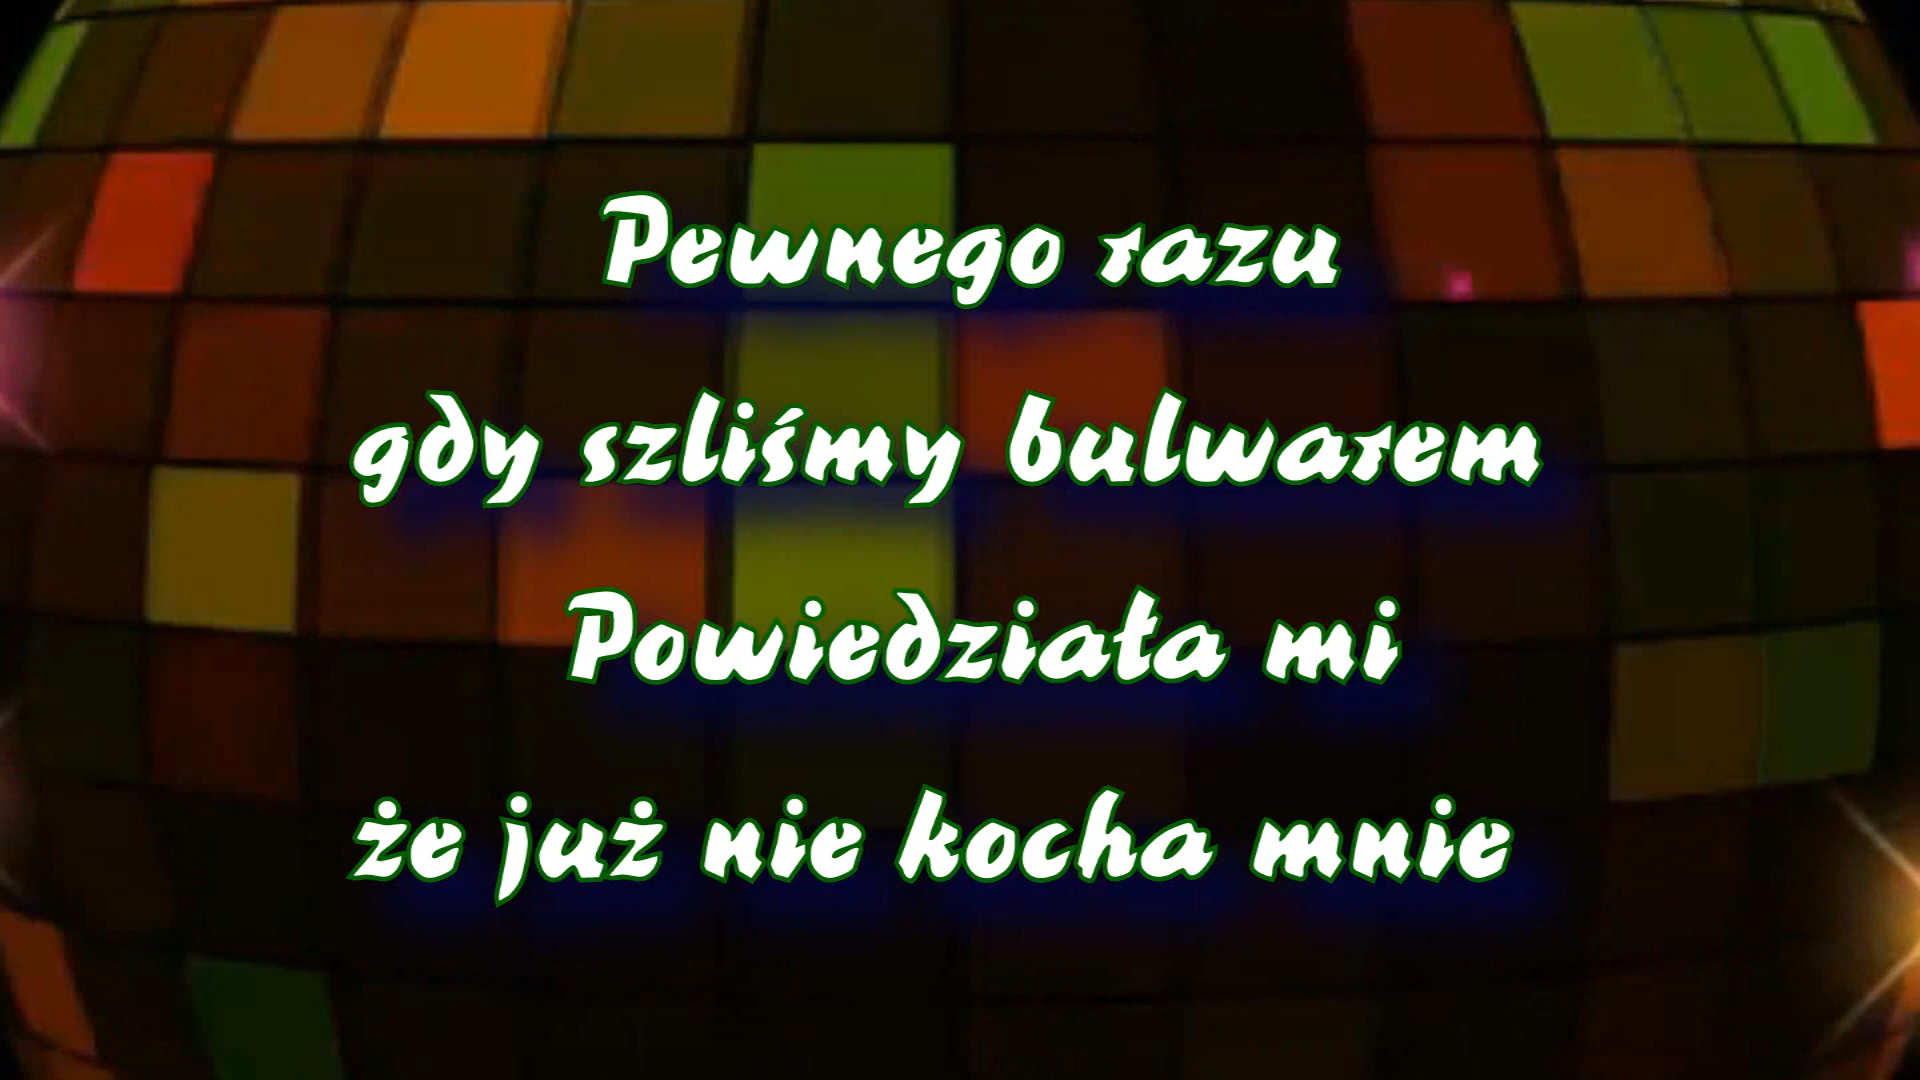 Pewnego razu
gdy szliśmy bulwarem
Powiedziała mi
że już nie kocha mnie